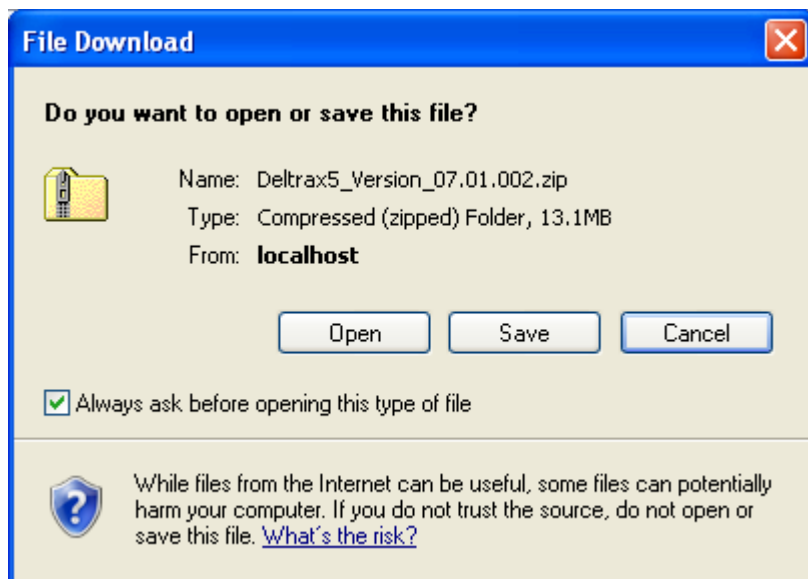 File Download
Do you want to open or save this file?
Name: Deltrax5_Version_07.01.002.zip
Type: Compressed (zipped) Folder, 13.1MB
From: localhost
Open Save Cancel
Always ask before opening this type of file
While files from the Internet can be useful, some files can potentially
harm your computer. If you do not trust the source, do not open or
save this file. What's the risk?